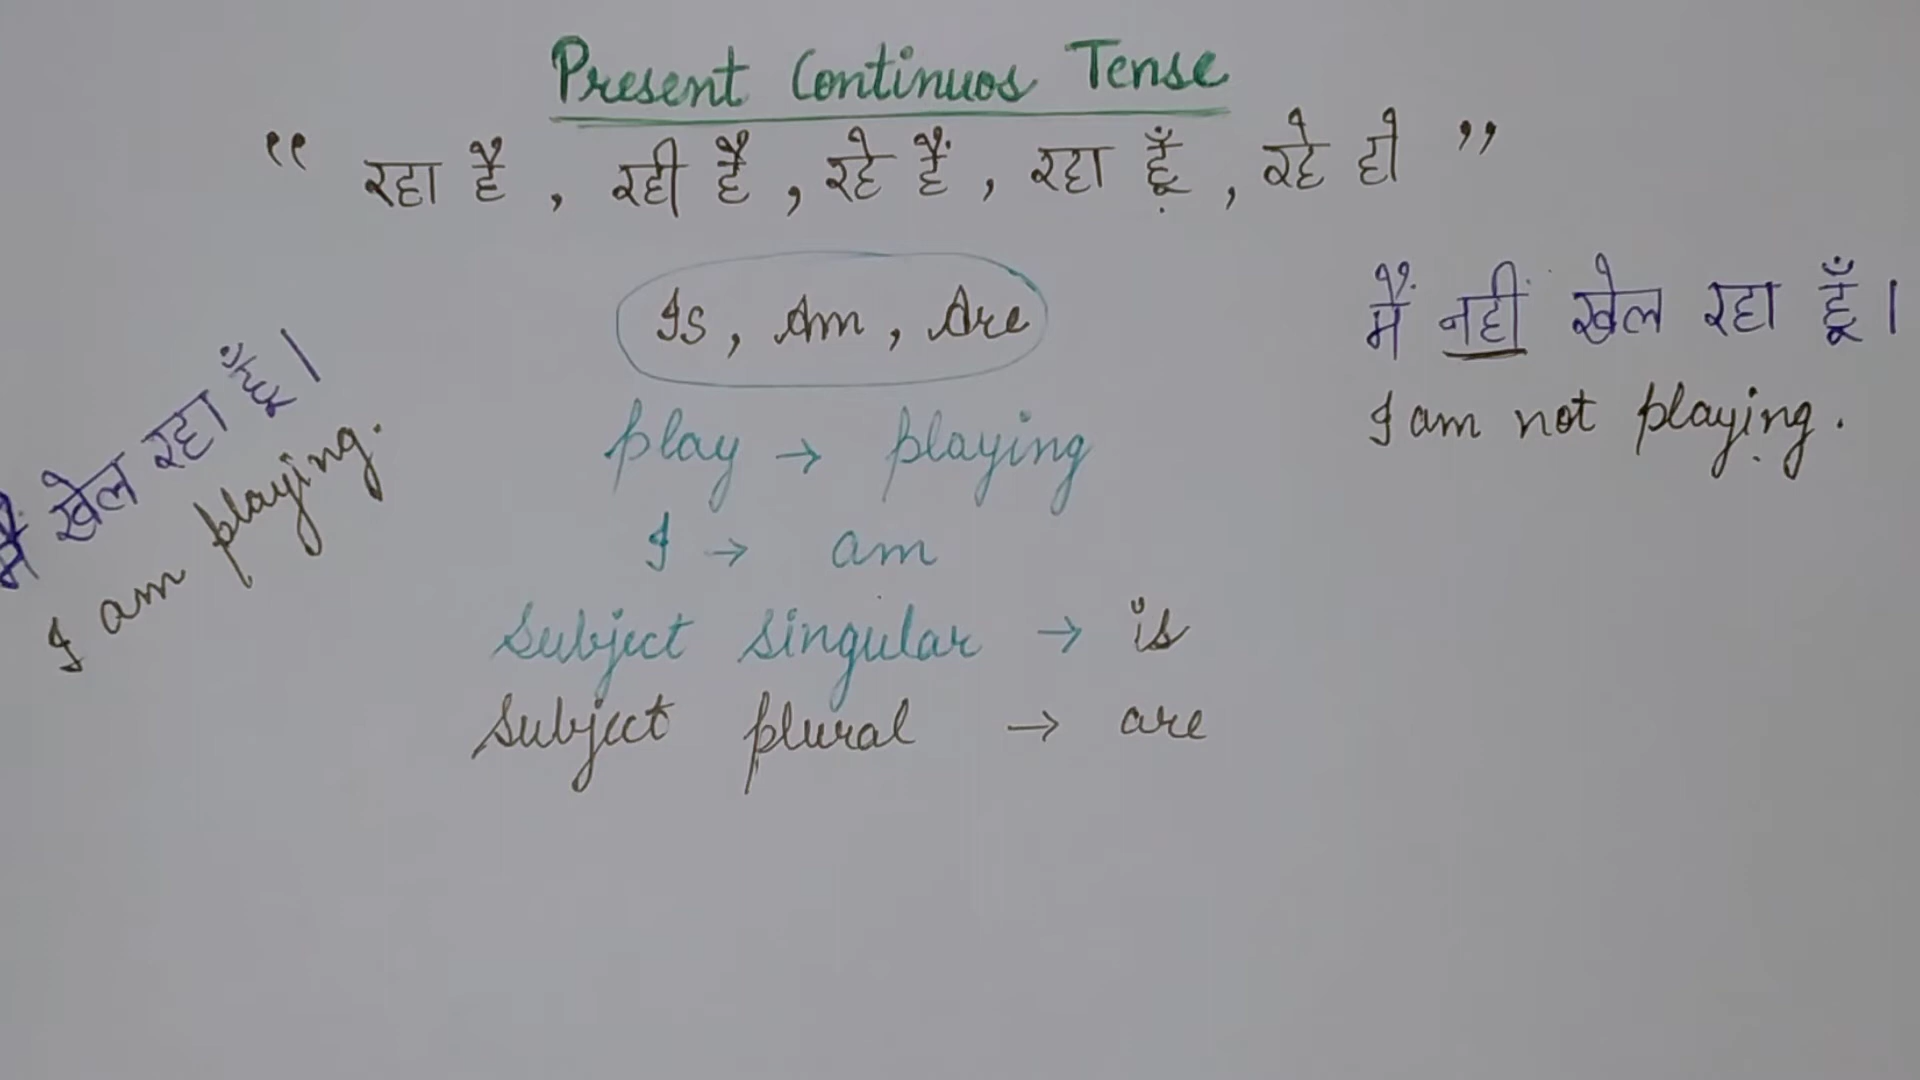 Present Continuos Tense
“ रहा है , रही है , रहे हैं , रहा हूँ , रहे हो ”
Is , Am , Are
play → playing
I → am
Subject singular → is
Subject plural → are
मैं खेल रहा हूँ ।
I am playing.
मैं नहीं खेल रहा हूँ ।
I am not playing .